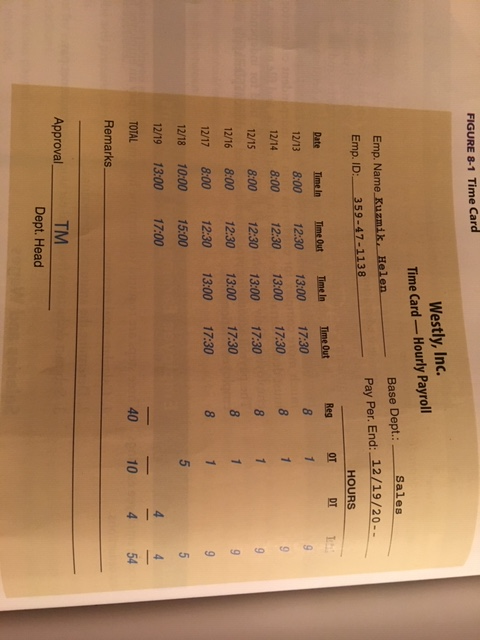 FIGURE 8-1 Time Card
Westly, Inc.
Time Card — Hourly Payroll
Emp. Name Kuzmik, Helen Base Dept.: Sales
Emp. ID: 359-47-1138 Pay Per. End: 12/19/20--
HOURS
Date Time In Time Out Time In Time Out Reg OT DT Total
12/13 8:00 12:30 13:00 17:30 8 1 9
12/14 8:00 12:30 13:00 17:30 8 1 9
12/15 8:00 12:30 13:00 17:30 8 1 9
12/16 8:00 12:30 13:00 17:30 8 1 9
12/17 8:00 12:30 13:00 17:30 8 1 9
12/18 10:00 15:00 5 5
12/19 13:00 17:00 4 4
TOTAL 40 10 4 54
Remarks
Approval TM
Dept. Head